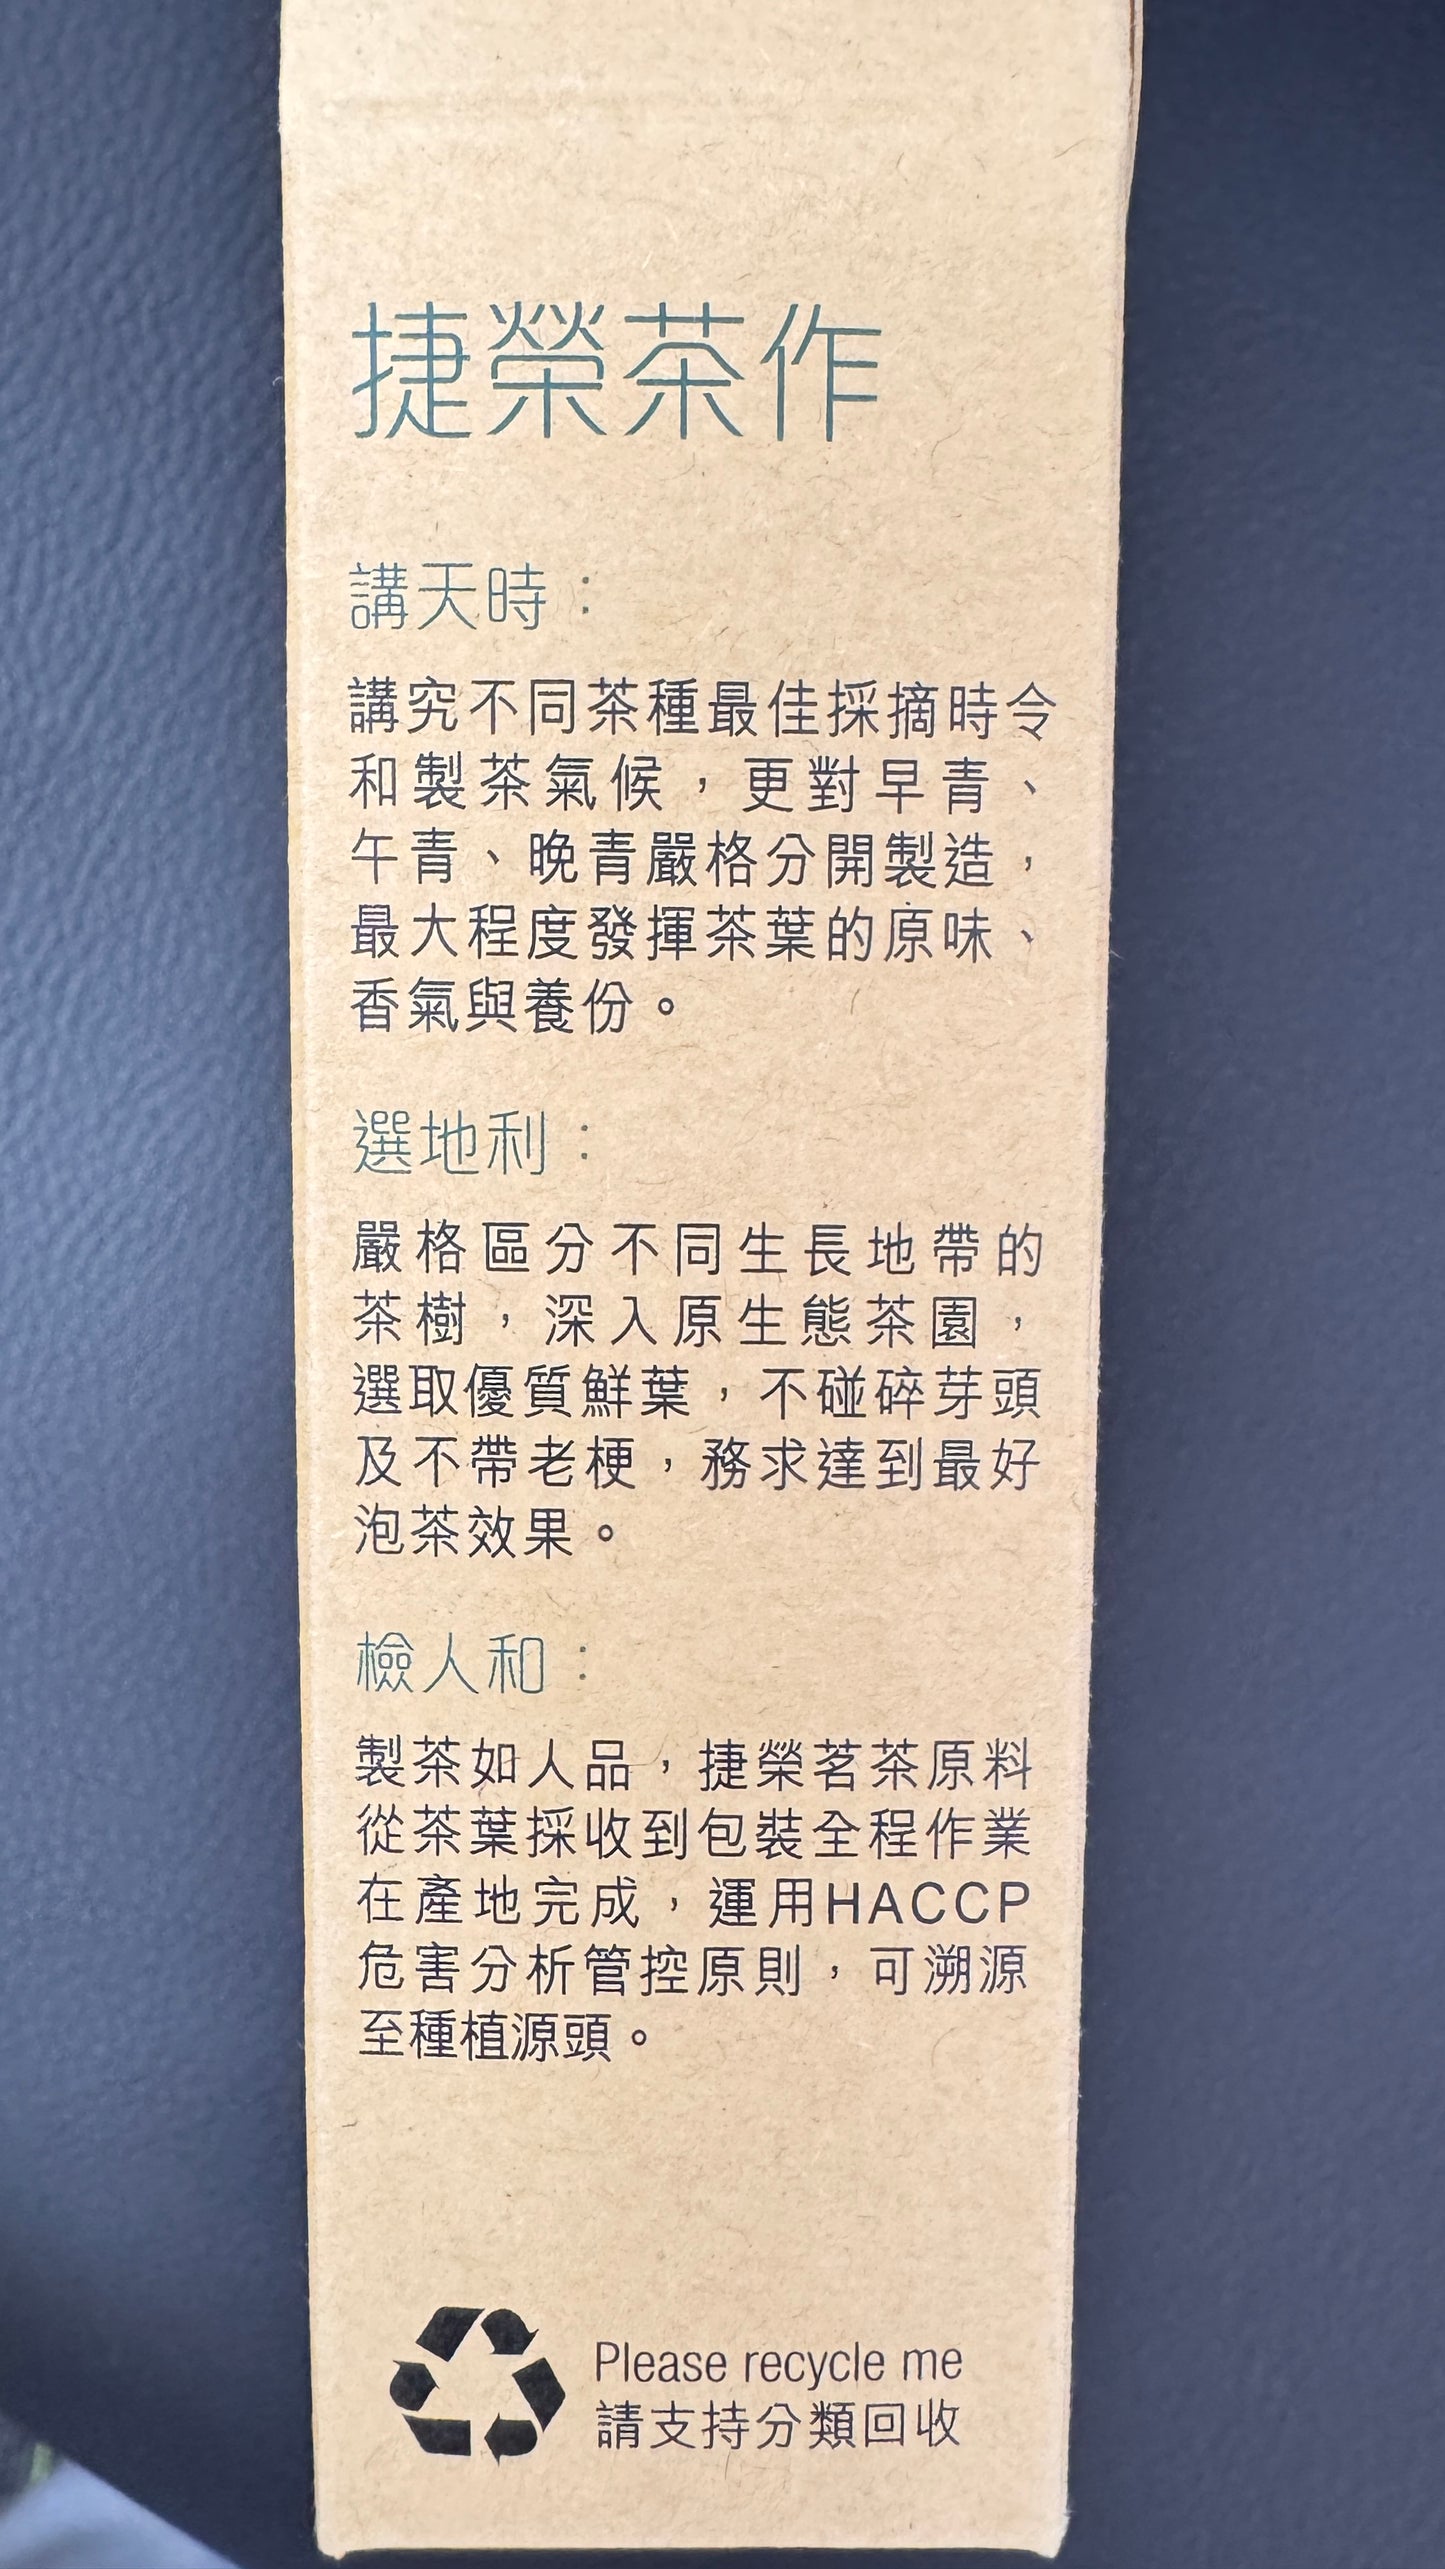 捷榮茶作
講天時：
講究不同茶種最佳採摘時令
和製茶氣候，更對早青、
午青、晚青嚴格分開製造，
最大程度發揮茶葉的原味、
香氣與養份。
選地利：
嚴格區分不同生長地帶的
茶樹，深入原生態茶園，
選取優質鮮葉，不碰碎芽頭
及不帶老梗，務求達到最好
泡茶效果。
檢人和：
製茶如人品，捷榮茗茶原料
從茶葉採收到包裝全程作業
在產地完成，運用HACCP
危害分析管控原則，可溯源
至種植源頭。
Please recycle me
請支持分類回收